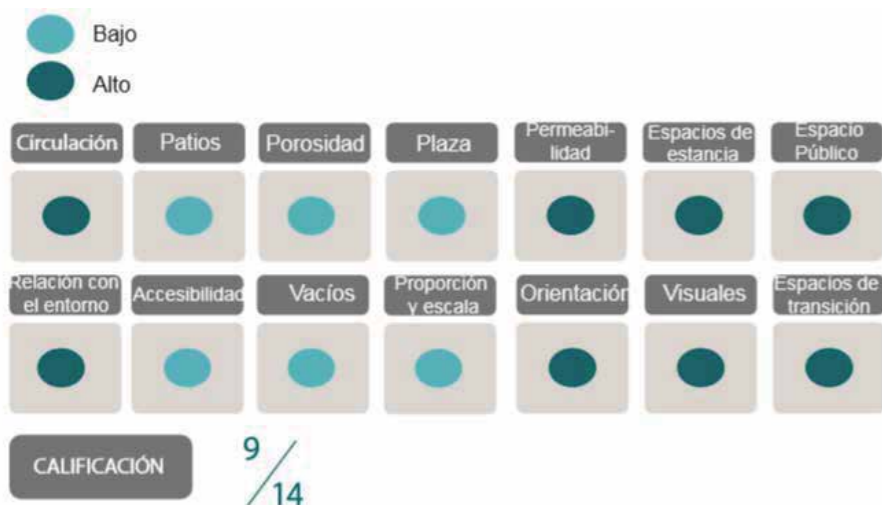 Bajo
Alto
Circulación
Patios
Porosidad
Plaza
Permeabi-
lidad
Espacios de
estancia
Espacio
Público
Relación con
el entorno
Accesibilidad
Vacíos
Proporción
y escala
Orientación
Visuales
Espacios de
transición
CALIFICACIÓN
9/14